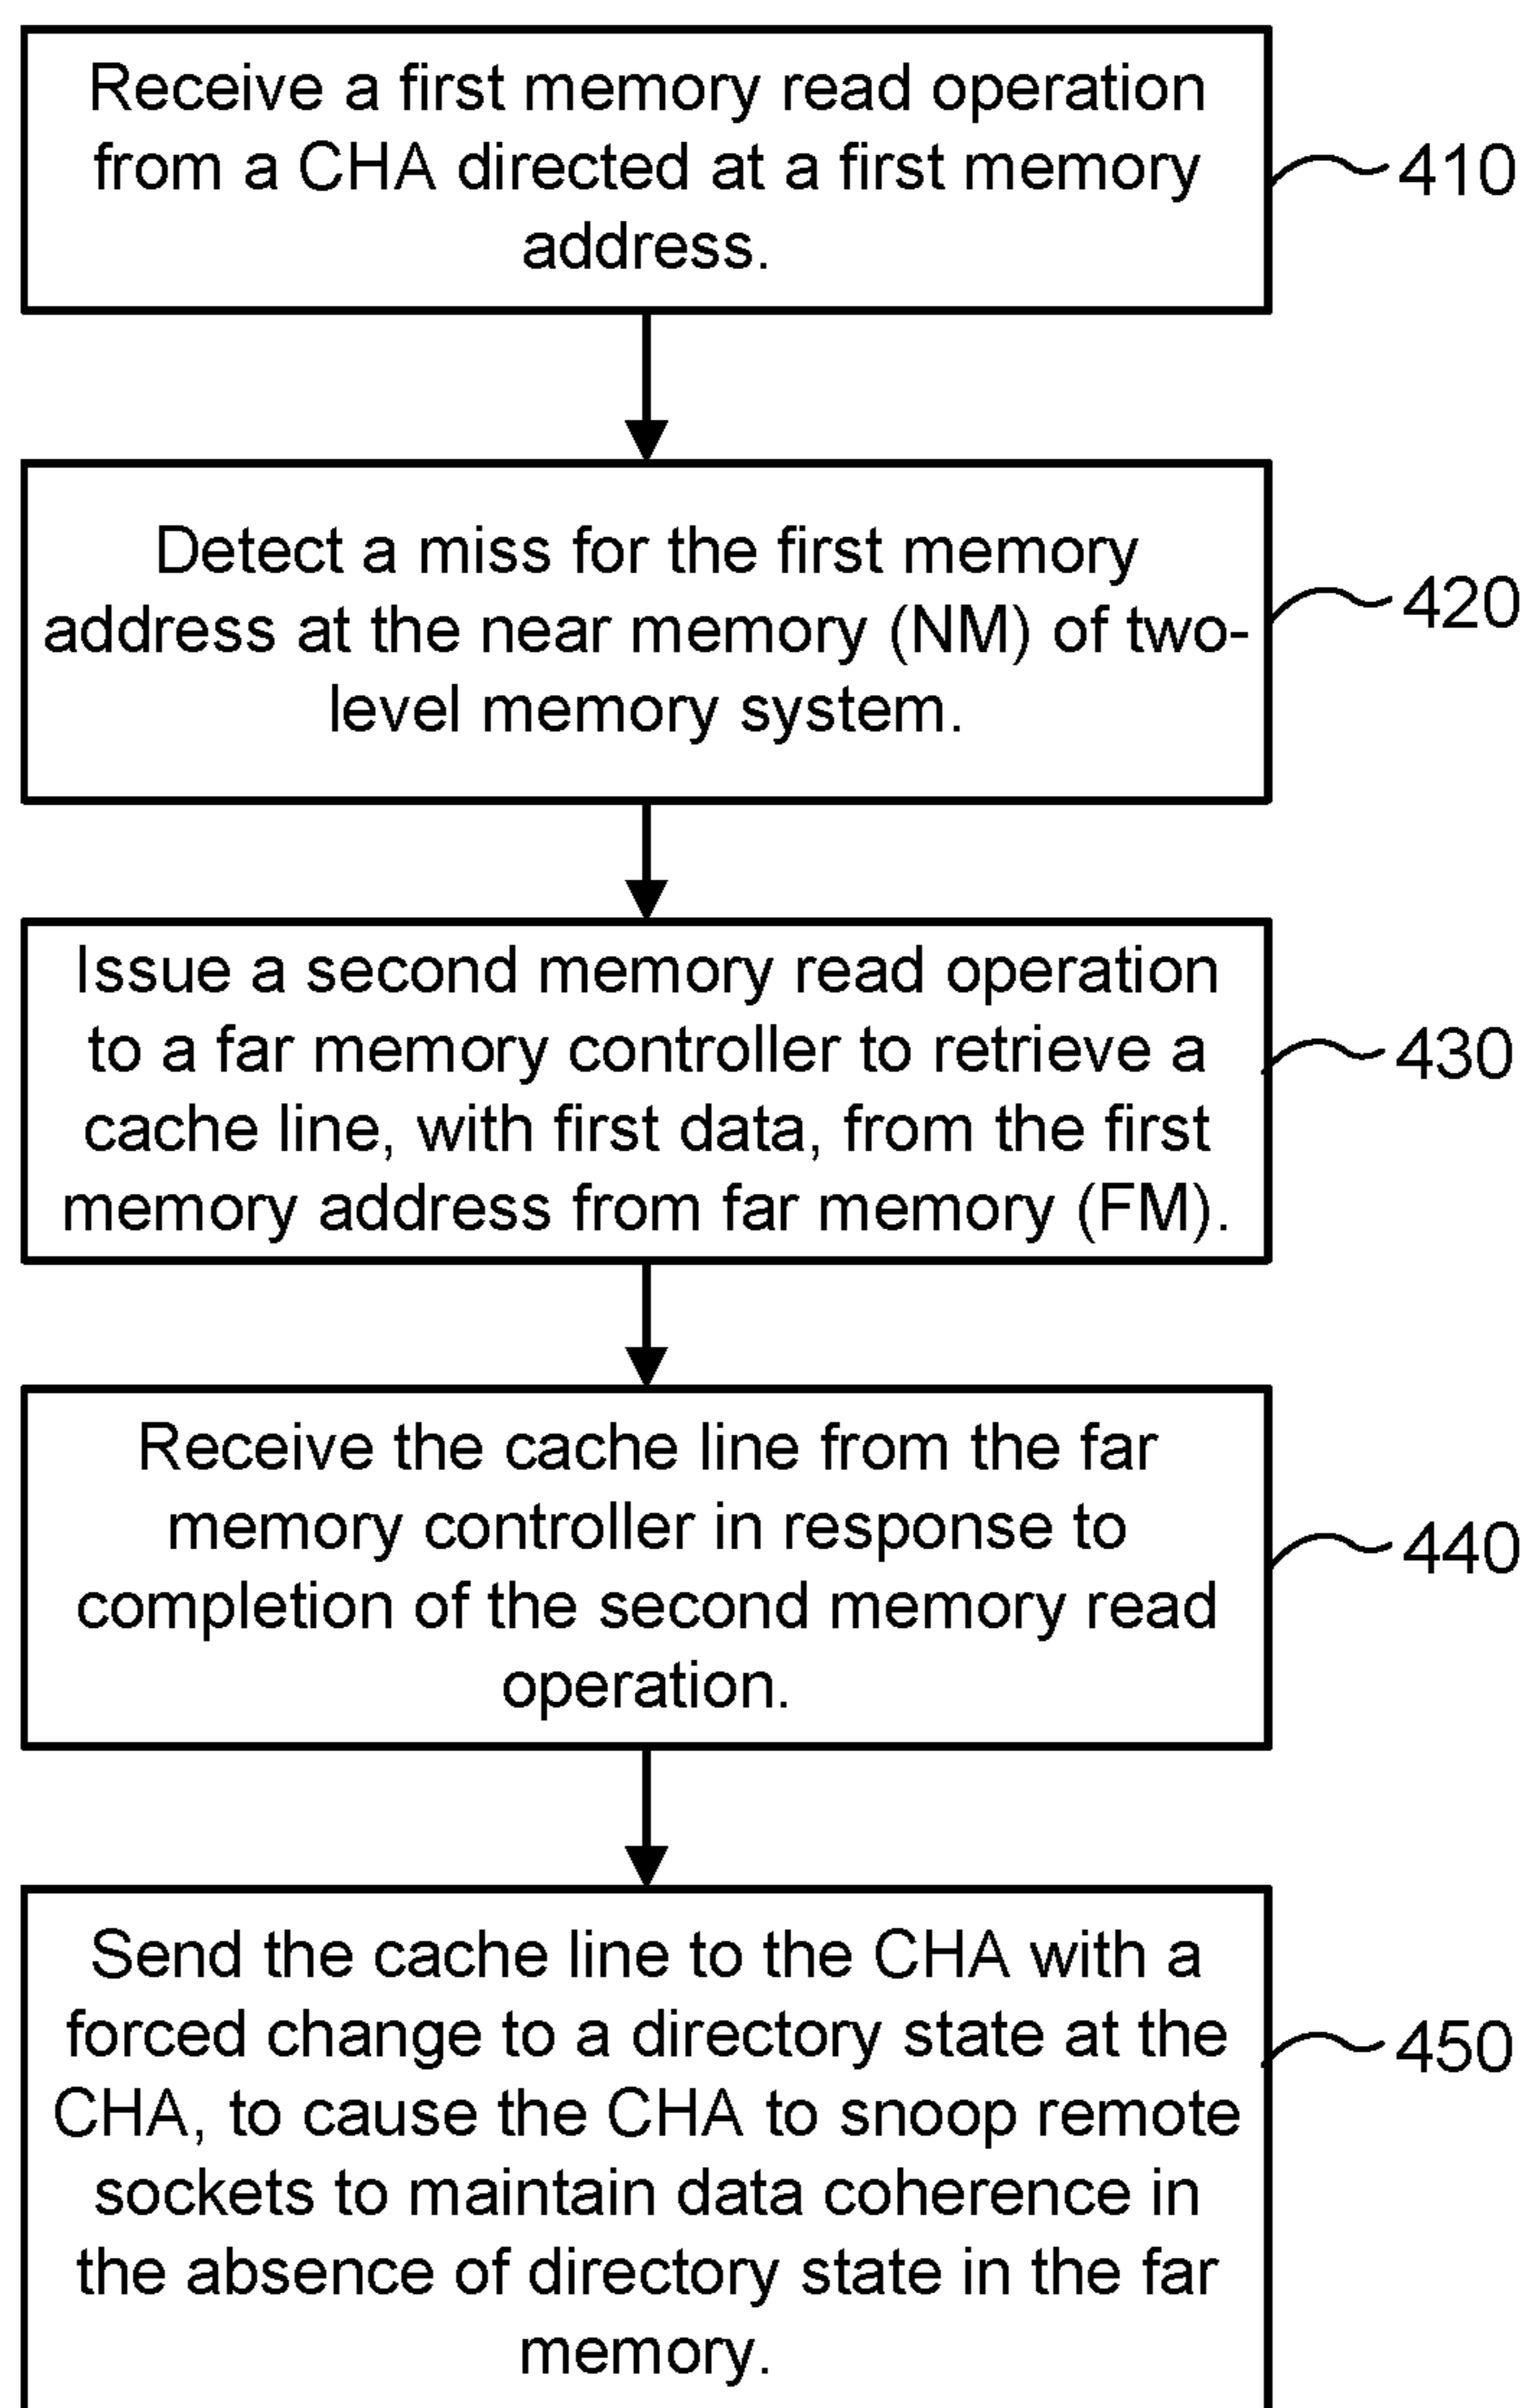 Receive a first memory read operation
from a CHA directed at a first memory
address.
410
Detect a miss for the first memory
address at the near memory (NM) of two-
level memory system.
420
Issue a second memory read operation
to a far memory controller to retrieve a
cache line, with first data, from the first
memory address from far memory (FM).
430
Receive the cache line from the far
memory controller in response to
completion of the second memory read
operation.
440
Send the cache line to the CHA with a
forced change to a directory state at the
CHA, to cause the CHA to snoop remote
sockets to maintain data coherence in
the absence of directory state in the far
memory.
450